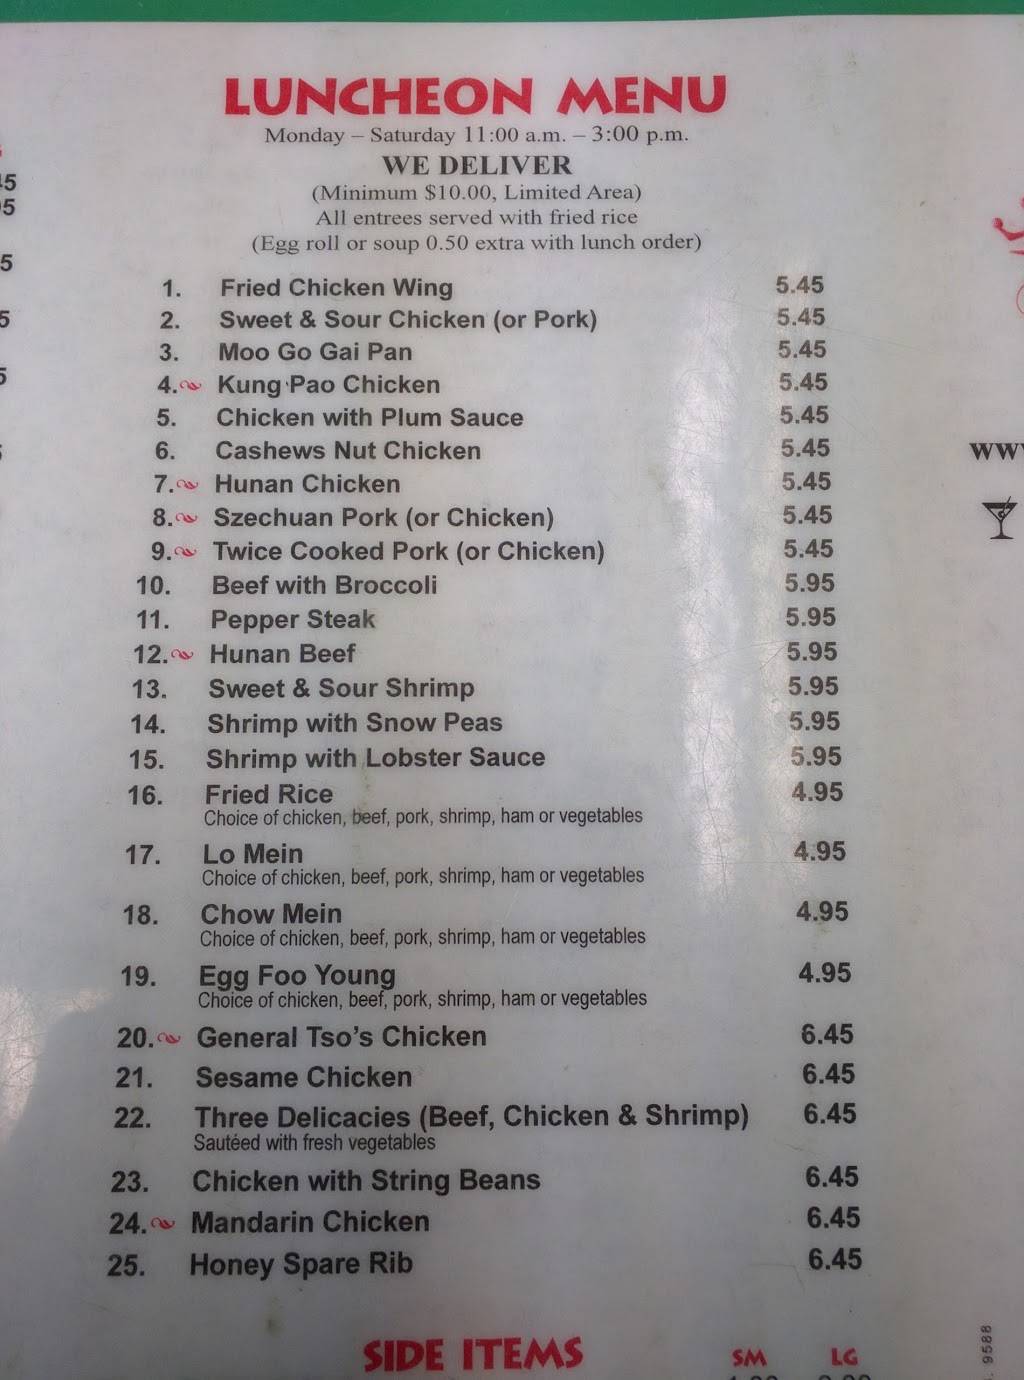 LUNCHEON MENU
Monday – Saturday 11:00 a.m. – 3:00 p.m.
WE DELIVER
(Minimum $10.00, Limited Area)
All entrees served with fried rice
(Egg roll or soup 0.50 extra with lunch order)
1. Fried Chicken Wing 5.45
2. Sweet & Sour Chicken (or Pork) 5.45
3. Moo Go Gai Pan 5.45
4. Kung Pao Chicken 5.45
5. Chicken with Plum Sauce 5.45
6. Cashews Nut Chicken 5.45
7. Hunan Chicken 5.45
8. Szechuan Pork (or Chicken) 5.45
9. Twice Cooked Pork (or Chicken) 5.45
10. Beef with Broccoli 5.95
11. Pepper Steak 5.95
12. Hunan Beef 5.95
13. Sweet & Sour Shrimp 5.95
14. Shrimp with Snow Peas 5.95
15. Shrimp with Lobster Sauce 5.95
16. Fried Rice 4.95
Choice of chicken, beef, pork, shrimp, ham or vegetables
17. Lo Mein 4.95
Choice of chicken, beef, pork, shrimp, ham or vegetables
18. Chow Mein 4.95
Choice of chicken, beef, pork, shrimp, ham or vegetables
19. Egg Foo Young 4.95
Choice of chicken, beef, pork, shrimp, ham or vegetables
20. General Tso's Chicken 6.45
21. Sesame Chicken 6.45
22. Three Delicacies (Beef, Chicken & Shrimp) 6.45
Sautéed with fresh vegetables
23. Chicken with String Beans 6.45
24. Mandarin Chicken 6.45
25. Honey Spare Rib 6.45
SIDE ITEMS SM LG
9588